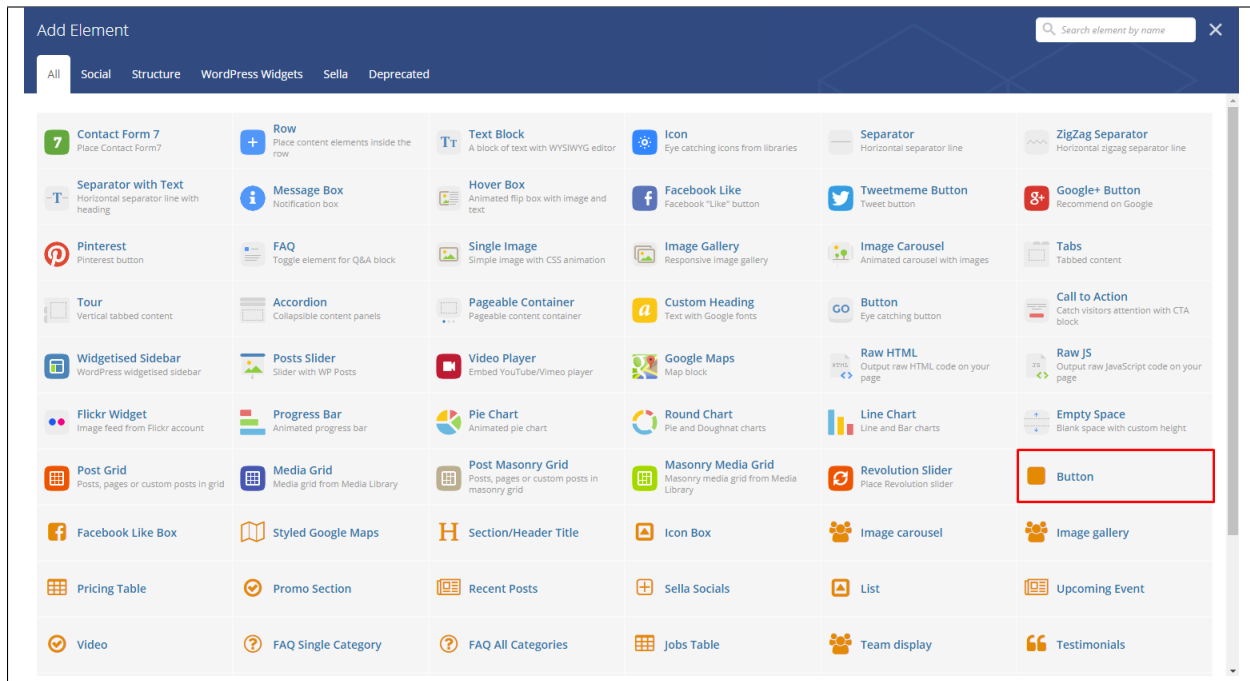 Add Element
Search element by name
All Social Structure WordPress Widgets Sella Deprecated
7
Contact Form 7
Place Contact Form7
Row
Place content elements inside the
row
TT
Text Block
A block of text with WYSIWYG editor
Icon
Eye catching icons from libraries
Separator
Horizontal separator line
ZigZag Separator
Horizontal zigzag separator line
T
Separator with Text
Horizontal separator line with
heading
i
Message Box
Notification box
Hover Box
Animated flip box with image and
text
f
Facebook Like
Facebook "Like" button
Tweetmeme Button
Tweet button
g+
Google+ Button
Recommend on Google
Pinterest
Pinterest button
FAQ
Toggle element for Q&A block
Single Image
Simple image with CSS animation
Image Gallery
Responsive image gallery
Image Carousel
Animated carousel with images
Tabs
Tabbed content
Tour
Vertical tabbed content
Accordion
Collapsible content panels
Pageable Container
Pageable content container
a
Custom Heading
Text with Google fonts
GO
Button
Eye catching button
Call to Action
Catch visitors attention with CTA
block
Widgetised Sidebar
WordPress widgetised sidebar
Posts Slider
Slider with WP Posts
Video Player
Embed YouTube/Vimeo player
Google Maps
Map block
HTML
Raw HTML
Output raw HTML code on your
page
JS
Raw JS
Output raw JavaScript code on your
page
Flickr Widget
Image feed from Flickr account
Progress Bar
Animated progress bar
Pie Chart
Animated pie chart
Round Chart
Pie and Doughnat charts
Line Chart
Line and Bar charts
Empty Space
Blank space with custom height
Post Grid
Posts, pages or custom posts in grid
Media Grid
Media grid from Media Library
Post Masonry Grid
Posts, pages or custom posts in
masonry grid
Masonry Media Grid
Masonry media grid from Media
Library
Revolution Slider
Place Revolution slider
Button
f
Facebook Like Box
Styled Google Maps
H
Section/Header Title
Icon Box
Image carousel
Image gallery
Pricing Table
Promo Section
Recent Posts
Sella Socials
List
Upcoming Event
Video
?
FAQ Single Category
?
FAQ All Categories
Jobs Table
Team display
Testimonials